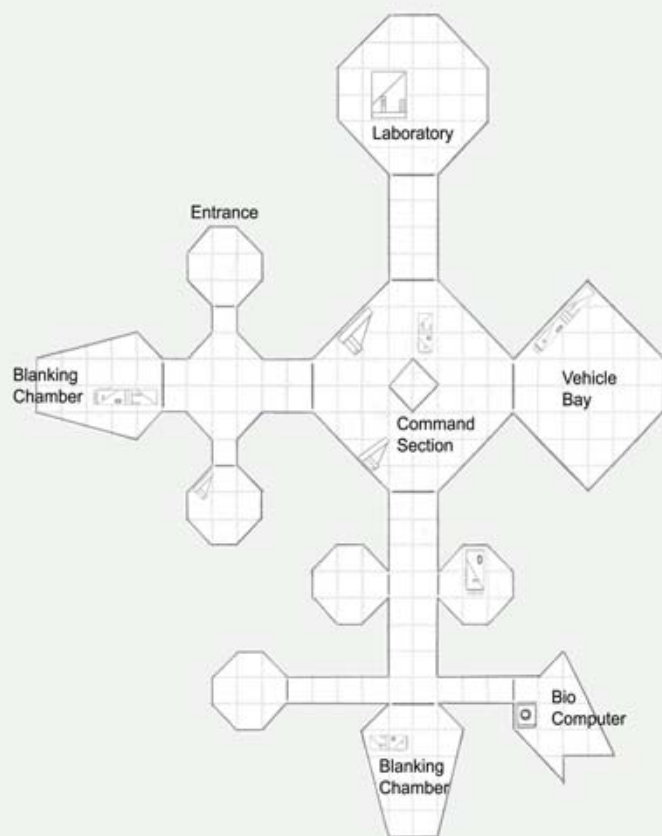 Laboratory
Entrance
Blanking
Chamber
Vehicle
Bay
Command
Section
Bio
Computer
Blanking
Chamber